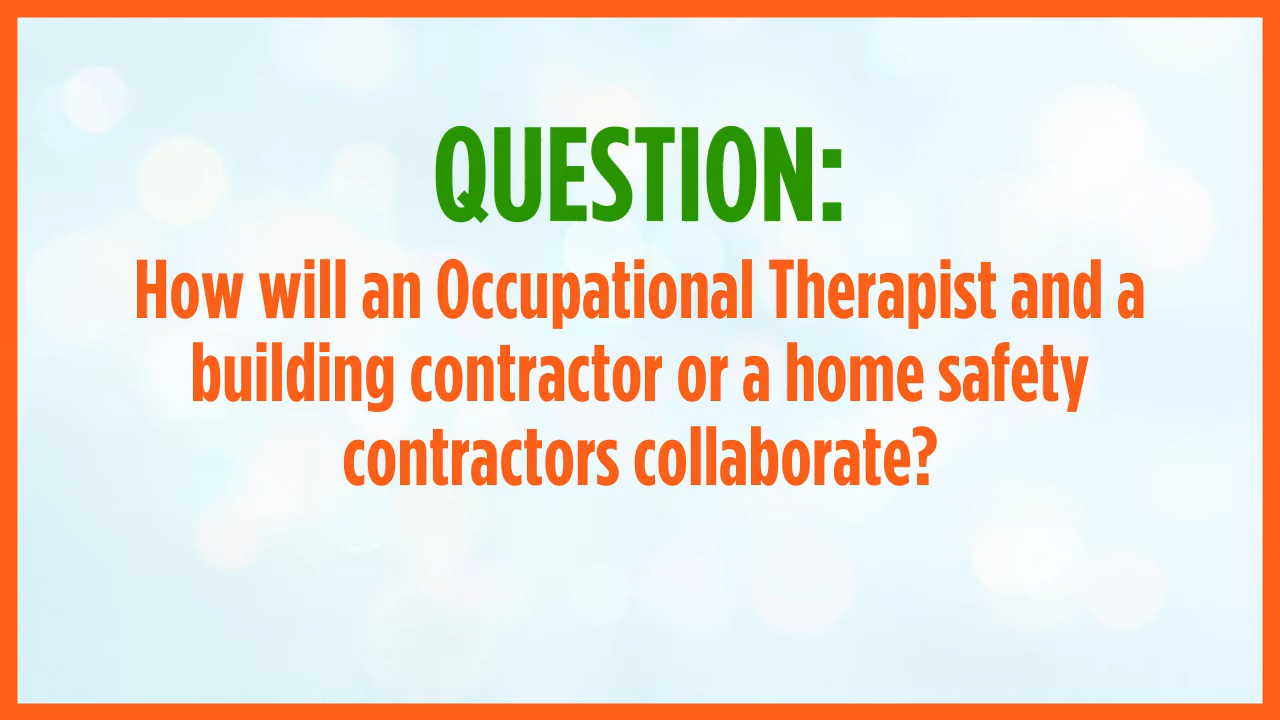 QUESTION:
How will an Occupational Therapist and a
building contractor or a home safety
contractors collaborate?